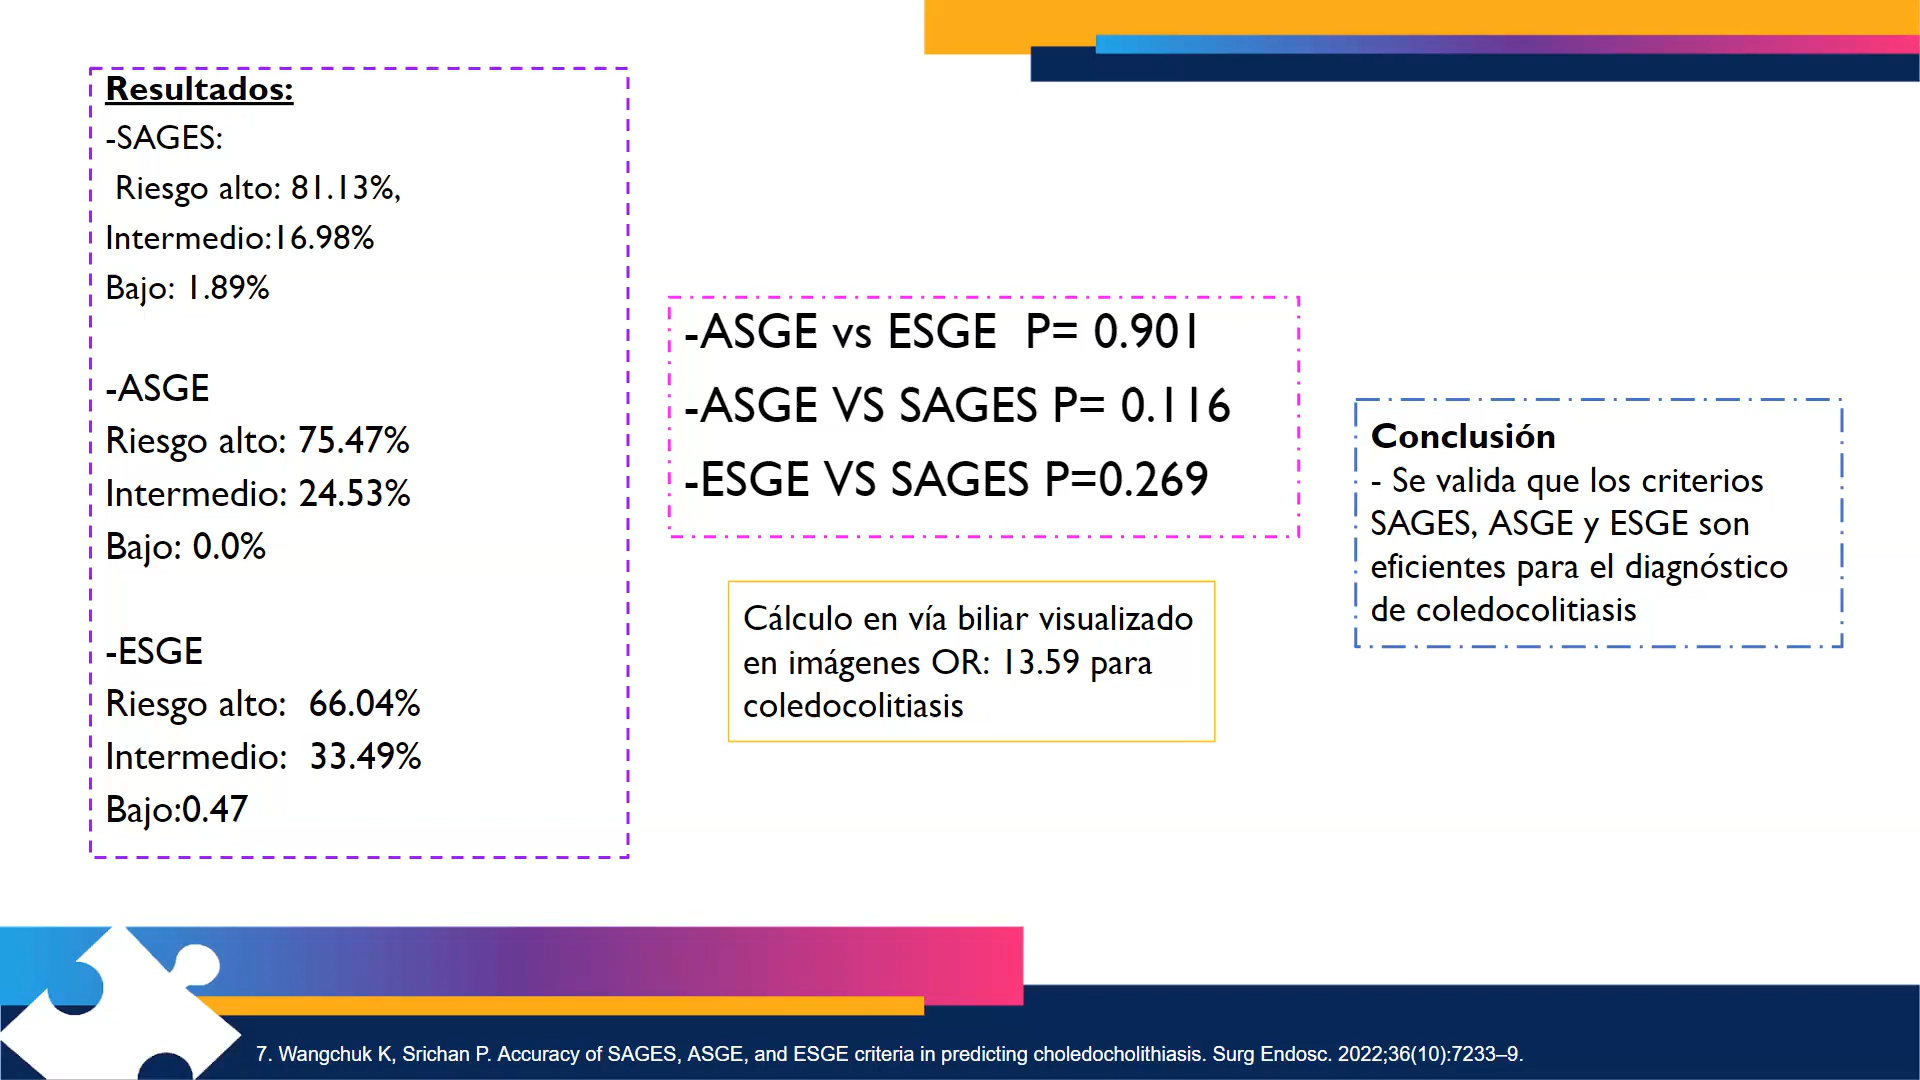 Resultados:
-SAGES:
Riesgo alto: 81.13%,
Intermedio:16.98%
Bajo: 1.89%
-ASGE
Riesgo alto: 75.47%
Intermedio: 24.53%
Bajo: 0.0%
-ESGE
Riesgo alto: 66.04%
Intermedio: 33.49%
Bajo:0.47
-ASGE vs ESGE P= 0.901
-ASGE VS SAGES P= 0.116
-ESGE VS SAGES P=0.269
Cálculo en vía biliar visualizado
en imágenes OR: 13.59 para
coledocolitiasis
Conclusión
- Se valida que los criterios
SAGES, ASGE y ESGE son
eficientes para el diagnóstico
de coledocolitiasis
7. Wangchuk K, Srichan P. Accuracy of SAGES, ASGE, and ESGE criteria in predicting choledocholithiasis. Surg Endosc. 2022;36(10):7233–9.